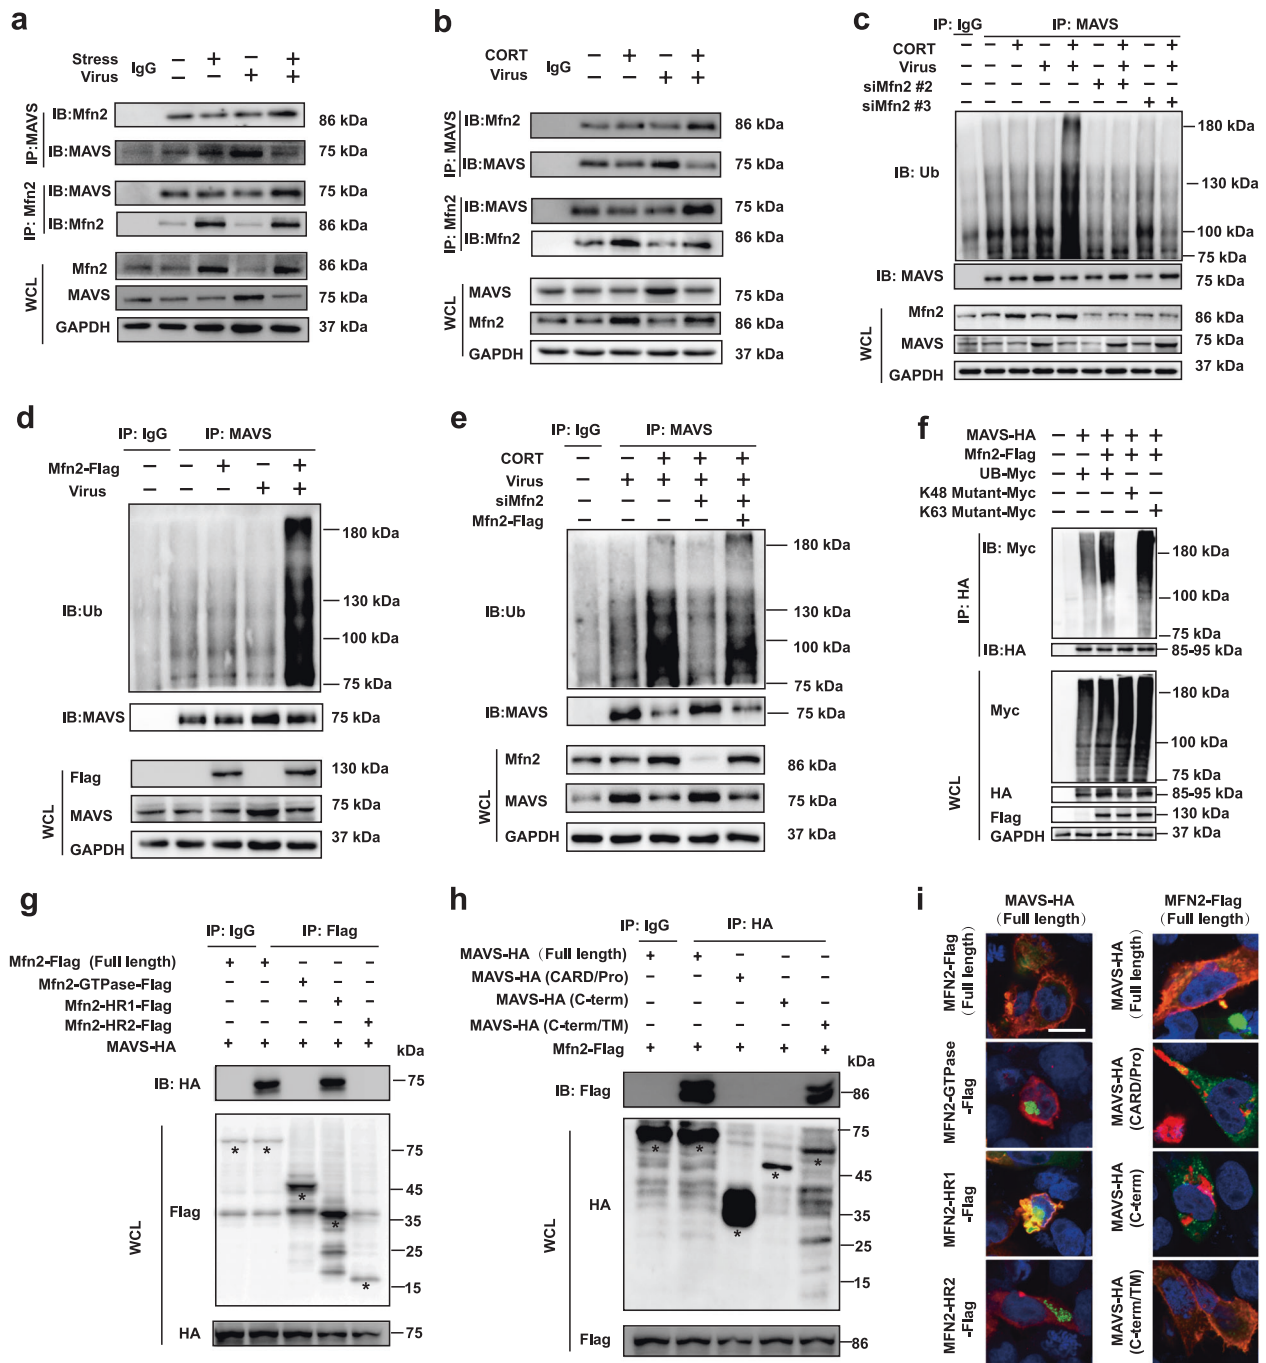 a
Stress – + – +
Virus IgG – – + +
IP:MAVS
IB:Mfn2 86 kDa
IB:MAVS 75 kDa
IP: Mfn2
IB:MAVS 75 kDa
IB:Mfn2 86 kDa
WCL
Mfn2 86 kDa
MAVS 75 kDa
GAPDH 37 kDa
b
CORT – + – +
Virus IgG – – + +
IP: MAVS
IB:Mfn2 86 kDa
IB:MAVS 75 kDa
IP: Mfn2
IB:MAVS 75 kDa
IB:Mfn2 86 kDa
WCL
MAVS 75 kDa
Mfn2 86 kDa
GAPDH 37 kDa
c
IP: IgG IP: MAVS
CORT – – + – + – + – +
Virus – – – + + – + – +
siMfn2 #2 – – – – – + + – –
siMfn2 #3 – – – – – – – + +
IB: Ub
180 kDa
130 kDa
100 kDa
75 kDa
IB: MAVS 75 kDa
WCL
Mfn2 86 kDa
MAVS 75 kDa
GAPDH 37 kDa
d
IP: IgG IP: MAVS
Mfn2-Flag – – + – +
Virus – – – + +
IB:Ub
180 kDa
130 kDa
100 kDa
75 kDa
IB:MAVS 75 kDa
WCL
Flag 130 kDa
MAVS 75 kDa
GAPDH 37 kDa
e
IP: IgG IP: MAVS
CORT – – + + +
Virus – + + + +
siMfn2 – – – + +
Mfn2-Flag – – – – +
IB:Ub
180 kDa
130 kDa
100 kDa
75 kDa
IB:MAVS 75 kDa
WCL
Mfn2 86 kDa
MAVS 75 kDa
GAPDH 37 kDa
f
MAVS-HA – + + + +
Mfn2-Flag – – + + +
UB-Myc – + + – –
K48 Mutant-Myc – – – + –
K63 Mutant-Myc – – – – +
IP: HA
IB: Myc
180 kDa
100 kDa
75 kDa
IB:HA 85-95 kDa
WCL
Myc
180 kDa
100 kDa
75 kDa
HA 85-95 kDa
Flag 130 kDa
GAPDH 37 kDa
g
IP: IgG IP: Flag
Mfn2-Flag (Full length) + + – – –
Mfn2-GTPase-Flag – – + – –
Mfn2-HR1-Flag – – – + –
Mfn2-HR2-Flag – – – – +
MAVS-HA + + + + +
kDa
IB: HA 75
WCL
Flag
75
45
35
25
15
* * * * *
HA 75
h
IP: IgG IP: HA
MAVS-HA (Full length) + + – – –
MAVS-HA (CARD/Pro) – – + – –
MAVS-HA (C-term) – – – + –
MAVS-HA (C-term/TM) – – – – +
Mfn2-Flag + + + + +
kDa
IB: Flag 86
WCL
HA
75
45
35
25
15
* * * * *
Flag 86
i
MAVS-HA
(Full length)
MFN2-Flag
(Full length)
MFN2-Flag
(Full length)
MAVS-HA
(Full length)
MFN2-GTPase
-Flag
MAVS-HA
(CARD/Pro)
MFN2-HR1
-Flag
MAVS-HA
(C-term)
MFN2-HR2
-Flag
MAVS-HA
(C-term/TM)